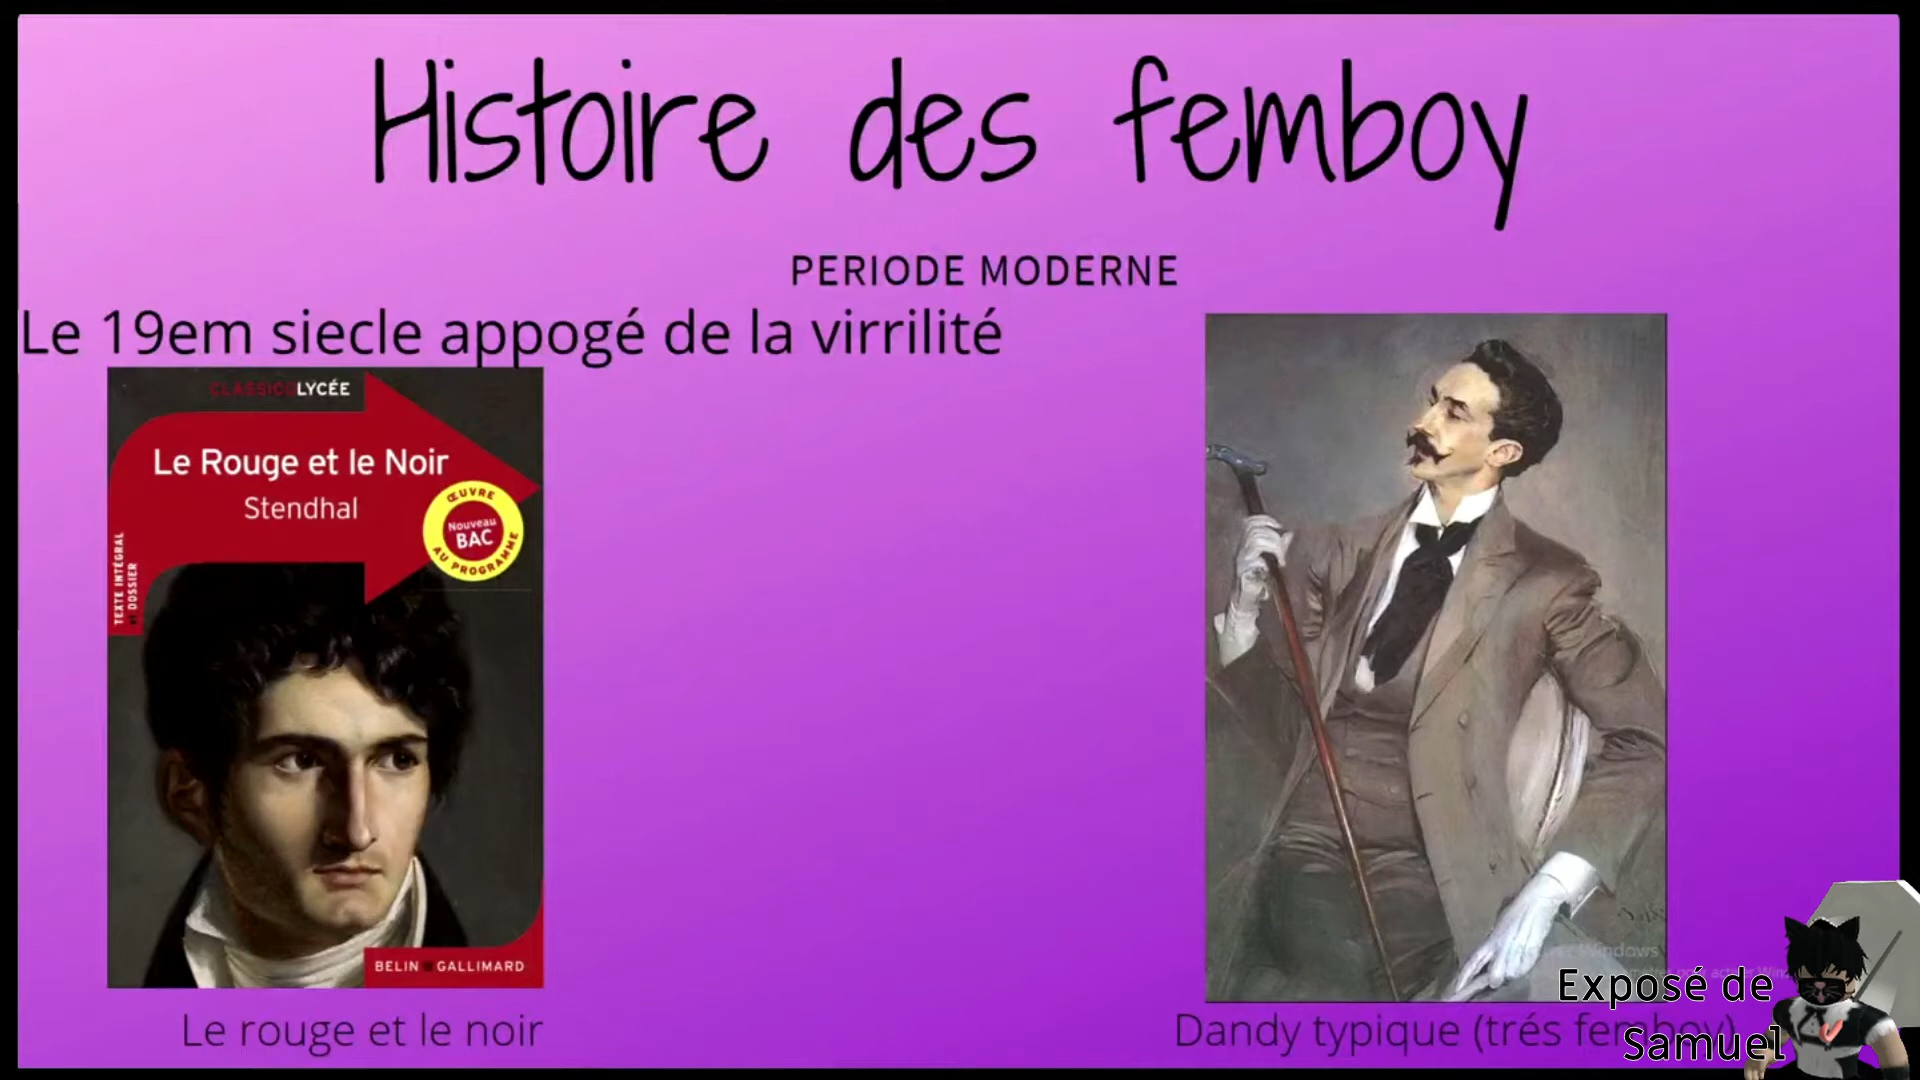 Histoire des femboy
PERIODE MODERNE
Le 19em siecle appogé de la virrilité
CLASSICOLYCÉE
Le Rouge et le Noir
Stendhal
ŒUVRE
Nouveau
BAC
AU PROGRAMME
TEXTE INTÉGRAL
et DOSSIER
BELIN GALLIMARD
Le rouge et le noir
Dandy typique (trés femboy)
Exposé de
Samuel